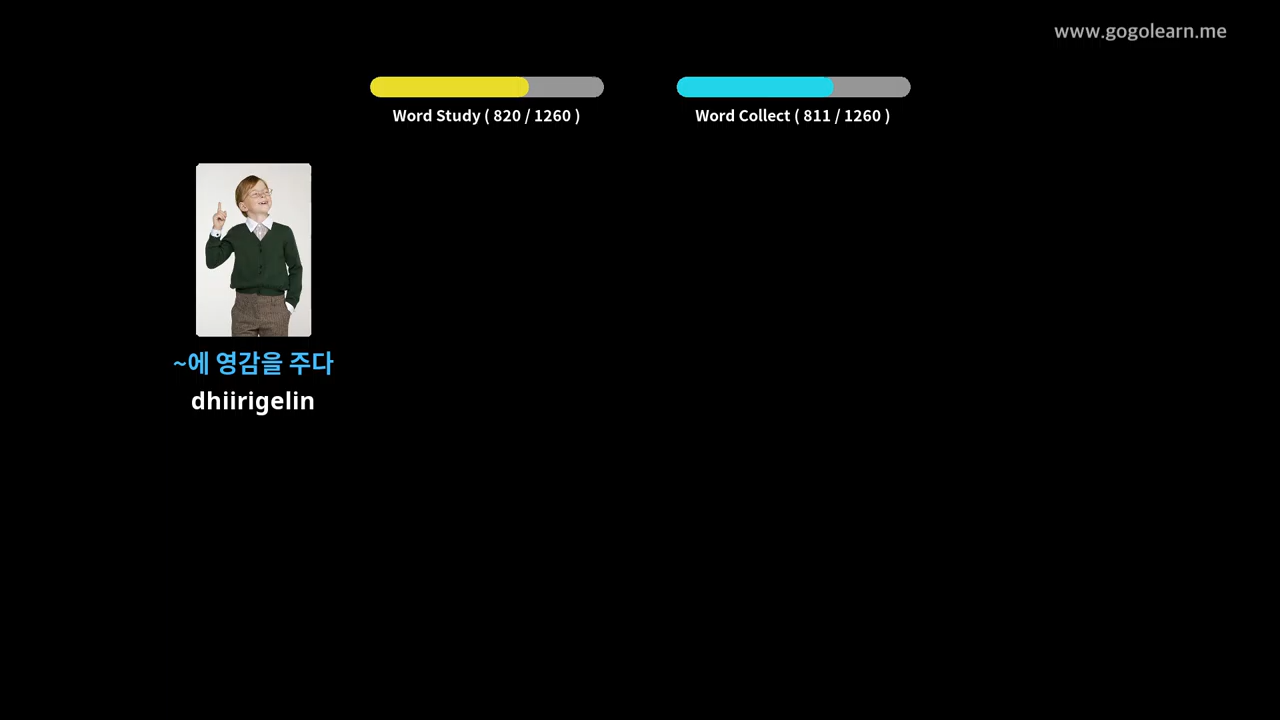 www.gogolearn.me
Word Study ( 820 / 1260 )
Word Collect ( 811 / 1260 )
~에 영감을 주다
dhiirigelin